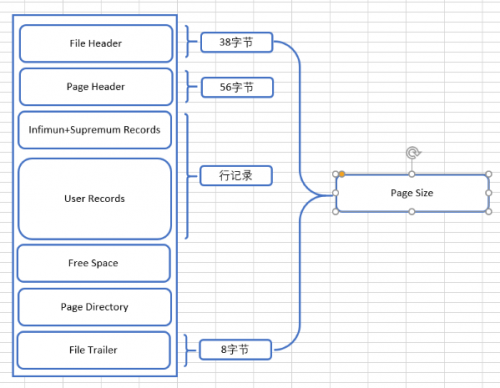 File Header
38字节
Page Header
56字节
Infimun+Supremum Records
行记录
Page Size
User Records
Free Space
Page Directory
File Trailer
8字节